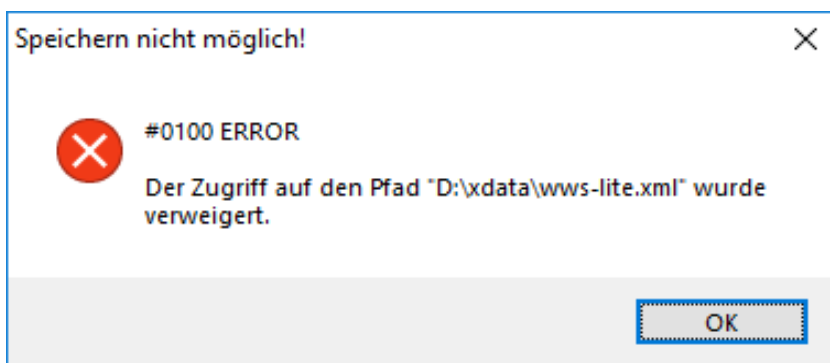 Speichern nicht möglich!
#0100 ERROR
Der Zugriff auf den Pfad "D:\xdata\wws-lite.xml" wurde
verweigert.
OK